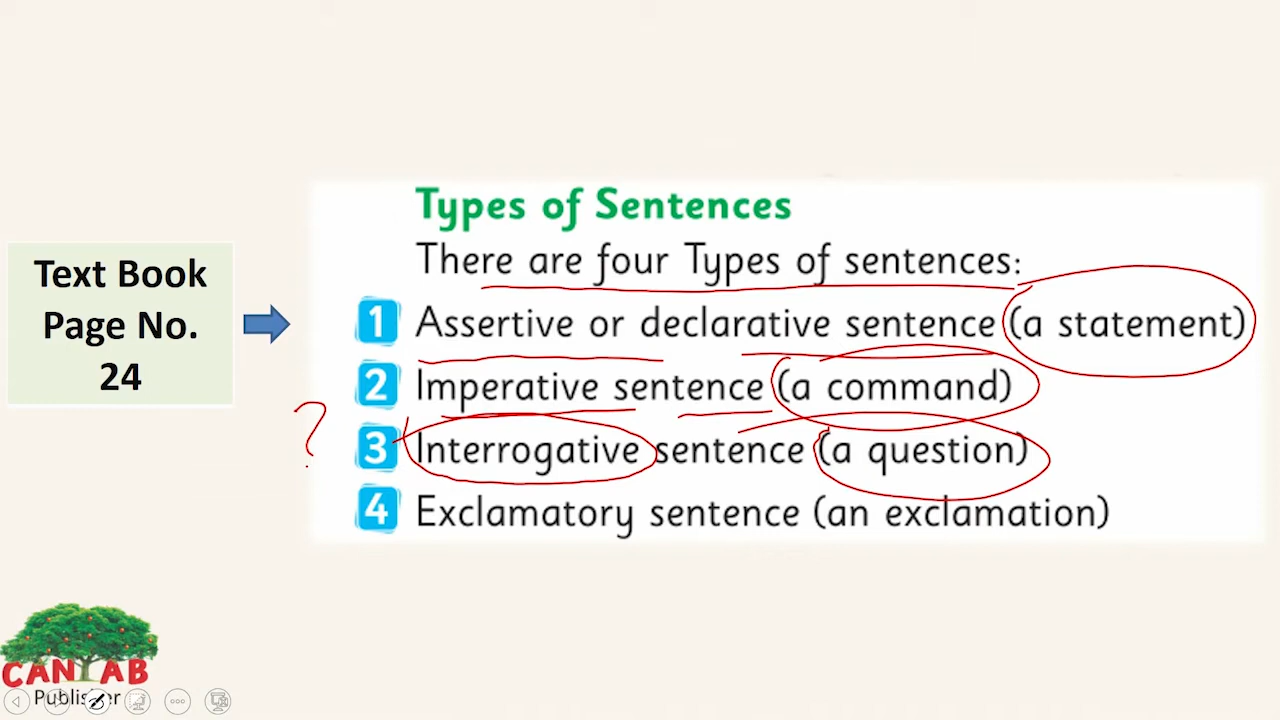 Types of Sentences
There are four Types of sentences:
1 Assertive or declarative sentence (a statement)
2 Imperative sentence (a command)
3 Interrogative sentence (a question)
4 Exclamatory sentence (an exclamation)
Text Book
Page No.
24
?
CANTAB
Publisher